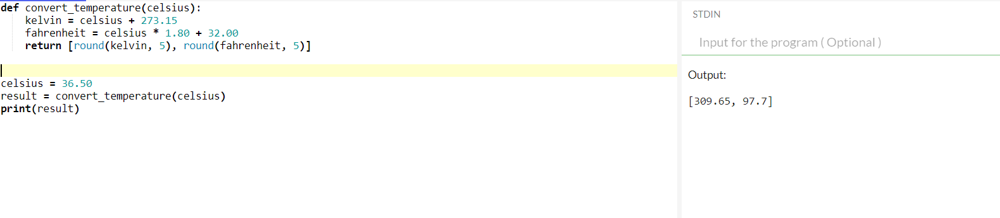 def convert_temperature(celsius):
    kelvin = celsius + 273.15
    fahrenheit = celsius * 1.80 + 32.00
    return [round(kelvin, 5), round(fahrenheit, 5)]
celsius = 36.50
result = convert_temperature(celsius)
print(result)
STDIN
Input for the program ( Optional )
Output:
[309.65, 97.7]